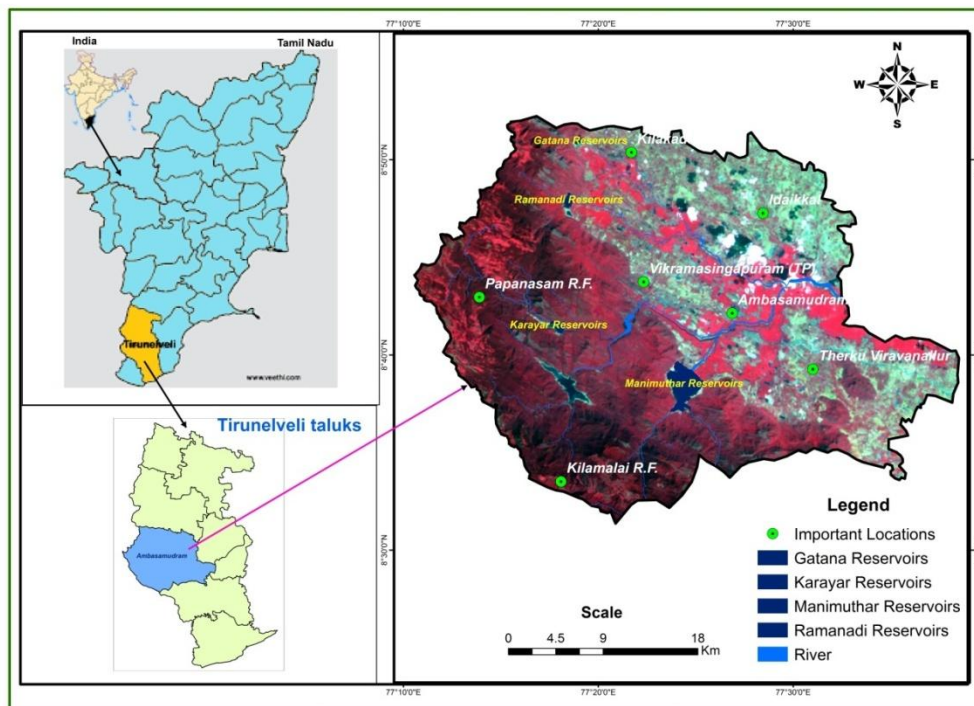 India
Tamil Nadu
Tirunelveli
www.veethi.com
Tirunelveli taluks
Ambasamudram
77°10'0"E
77°20'0"E
77°30'0"E
8°50'0"N
8°40'0"N
8°30'0"N
N
W
E
S
Gatana Reservoirs
Kilakad
Ramanadi Reservoirs
Idaikkal
Vikramasingapuram (TP)
Papanasam R.F.
Ambasamudram
Karayar Reservoirs
Therku Viravanallur
Manimuthar Reservoirs
Kilamalai R.F.
Legend
Important Locations
Gatana Reservoirs
Karayar Reservoirs
Manimuthar Reservoirs
Ramanadi Reservoirs
River
Scale
0 4.5 9 18
Km
77°10'0"E
77°20'0"E
77°30'0"E